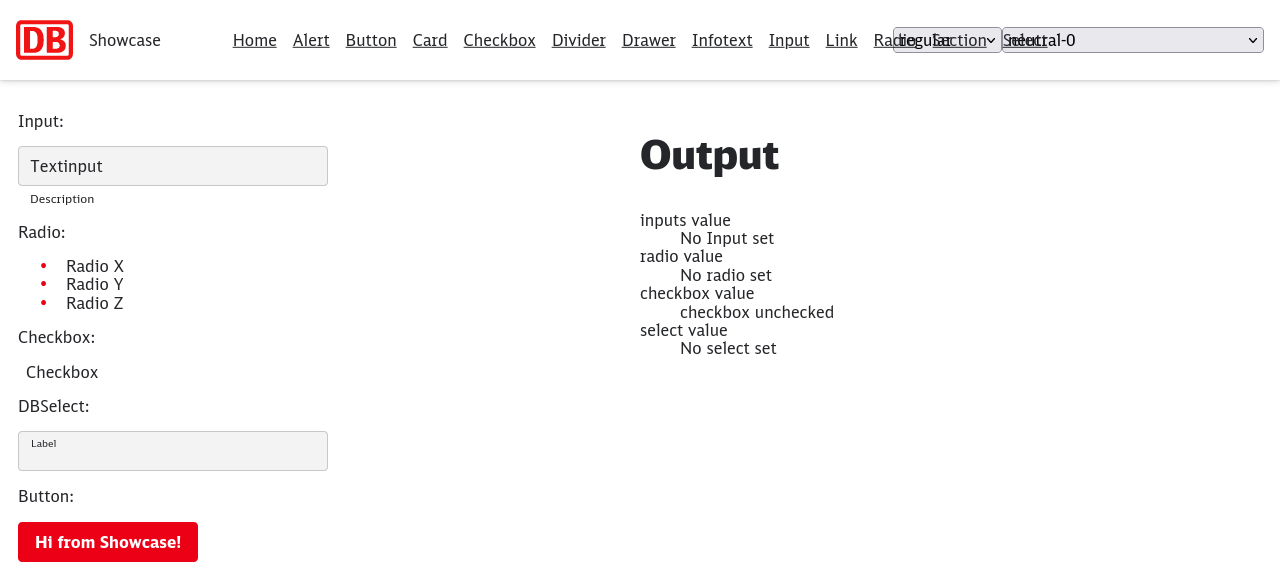 DB Showcase Home Alert Button Card Checkbox Divider Drawer Infotext Input Link Radio Section Select regular neutral-0
Input:
Textinput
Description
Radio:
• Radio X
• Radio Y
• Radio Z
Checkbox:
Checkbox
DBSelect:
Label
Button:
Hi from Showcase!
Output
inputs value
No Input set
radio value
No radio set
checkbox value
checkbox unchecked
select value
No select set